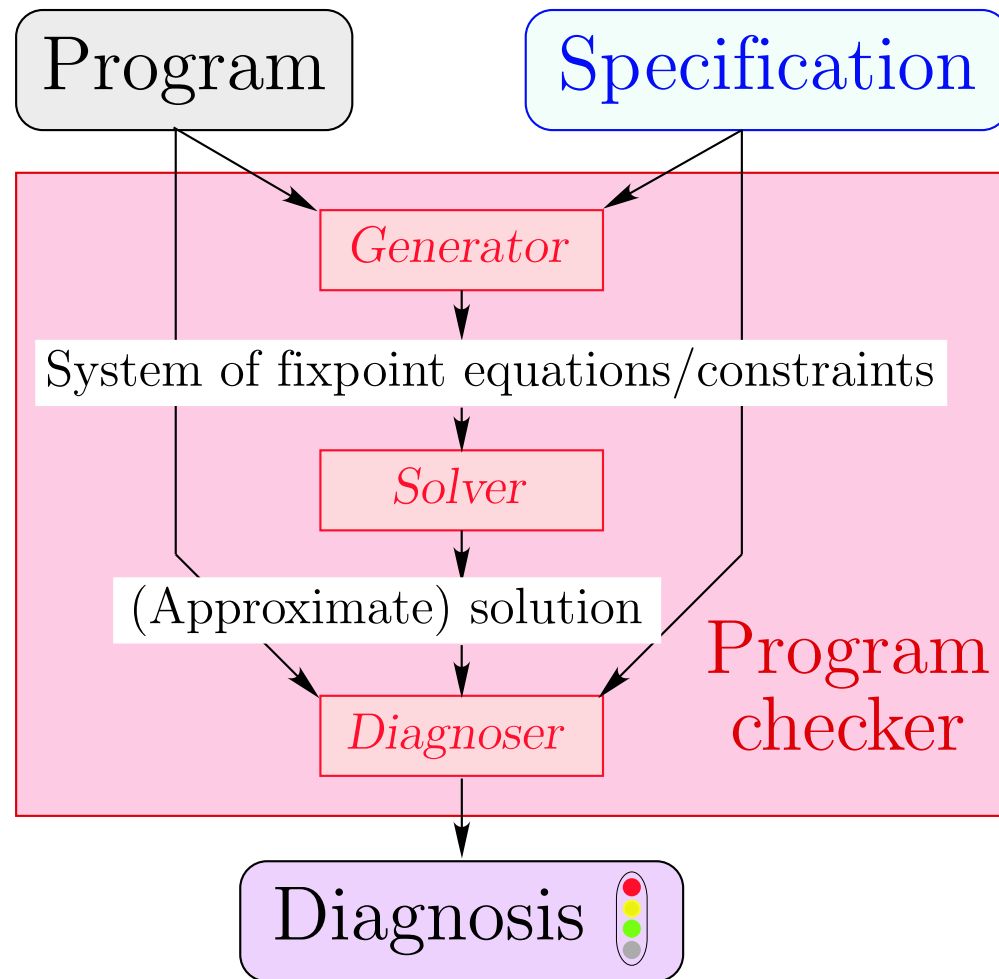 Program
Specification
Generator
System of fixpoint equations/constraints
Solver
(Approximate) solution
Program
checker
Diagnoser
Diagnosis